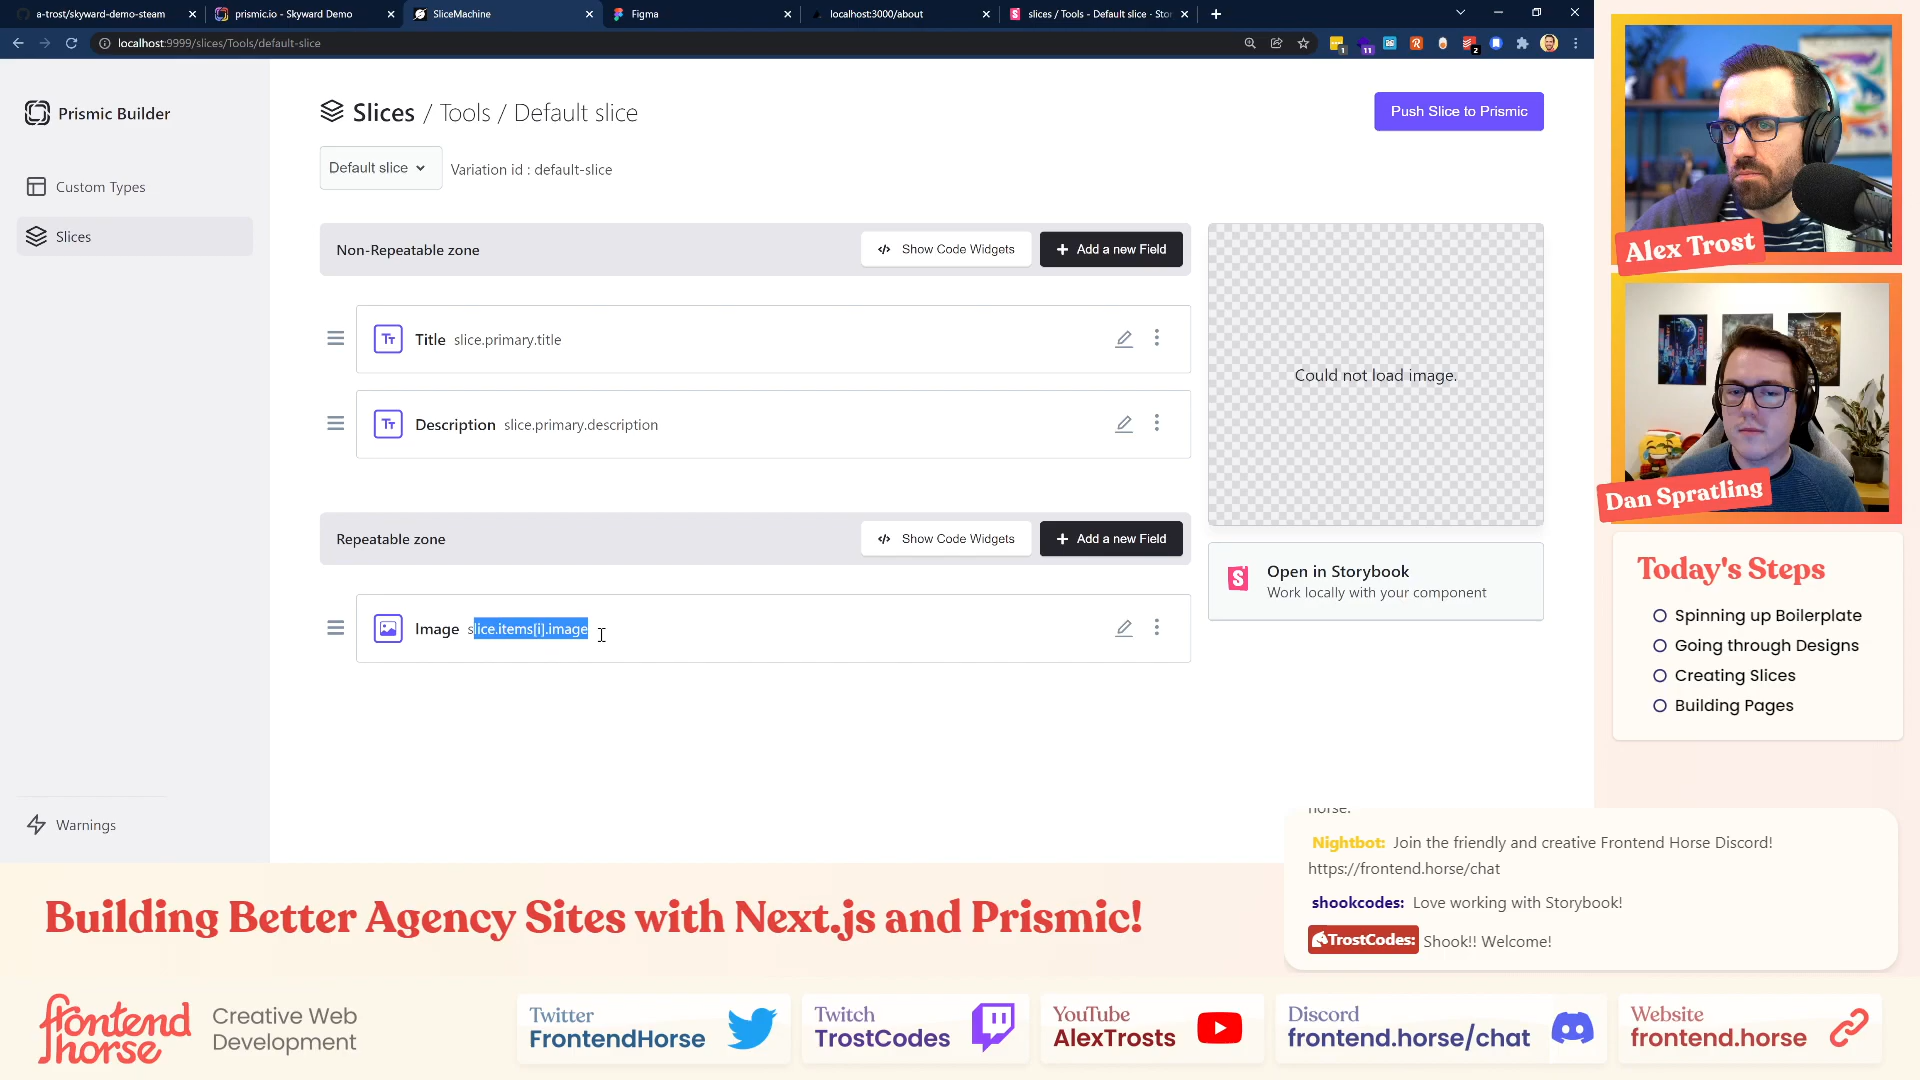 a-trost/skyward-demo-steam
prismic.io - Skyward Demo
SliceMachine
Figma
localhost:3000/about
slices / Tools - Default slice - Stor
localhost:9999/slices/Tools/default-slice
Prismic Builder
Custom Types
Slices
Warnings
Slices / Tools / Default slice
Push Slice to Prismic
Default slice
Variation id : default-slice
Non-Repeatable zone
Show Code Widgets
Add a new Field
Title slice.primary.title
Description slice.primary.description
Could not load image.
Repeatable zone
Show Code Widgets
Add a new Field
Image slice.items[i].image
Open in Storybook
Work locally with your component
Alex Trost
Dan Spratling
Today's Steps
Spinning up Boilerplate
Going through Designs
Creating Slices
Building Pages
horse.
Nightbot: Join the friendly and creative Frontend Horse Discord!
https://frontend.horse/chat
shookcodes: Love working with Storybook!
TrostCodes: Shook!! Welcome!
Building Better Agency Sites with Next.js and Prismic!
frontend
horse
Creative Web
Development
Twitter
FrontendHorse
Twitch
TrostCodes
YouTube
AlexTrosts
Discord
frontend.horse/chat
Website
frontend.horse